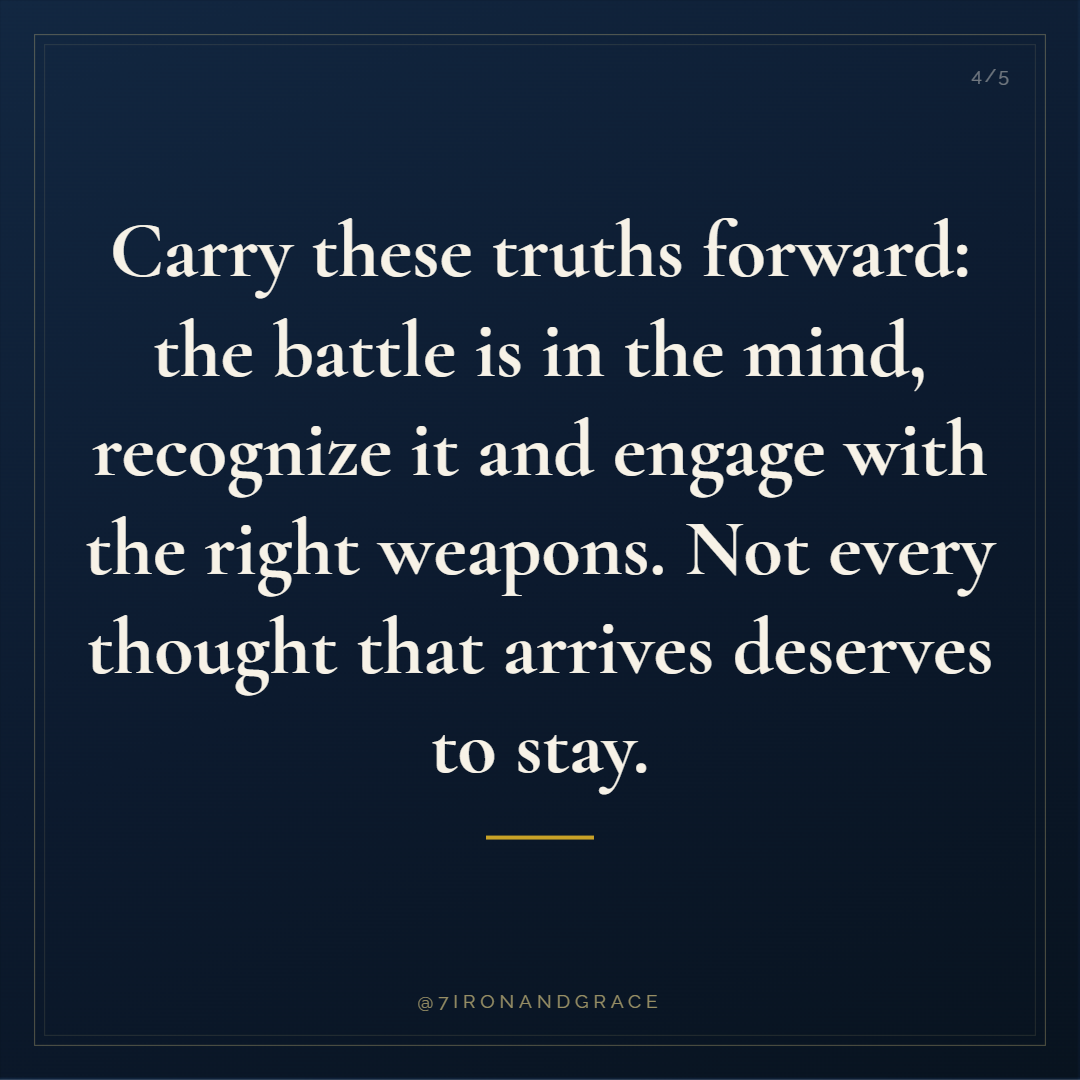 4/5
Carry these truths forward:
the battle is in the mind,
recognize it and engage with
the right weapons. Not every
thought that arrives deserves
to stay.
@7IRONANDGRACE